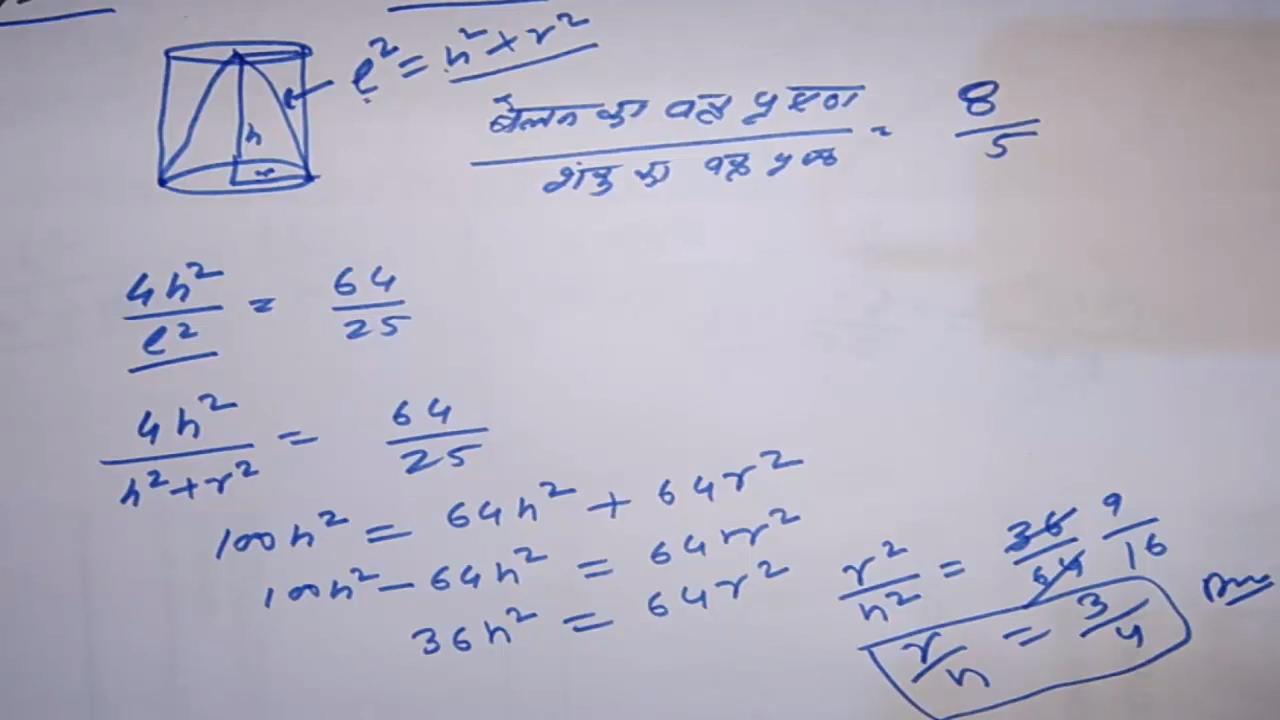 l² = h² + r²
h
r
बेलन का वक्र पृष्ठ / शंकु का वक्र पृष्ठ = 8/5
4h²/l² = 64/25
4h²/h²+r² = 64/25
100h² = 64h² + 64r²
100h² - 64h² = 64r²
36h² = 64r²
r²/h² = 36/64 9/16
r/h = 3/4 Ans